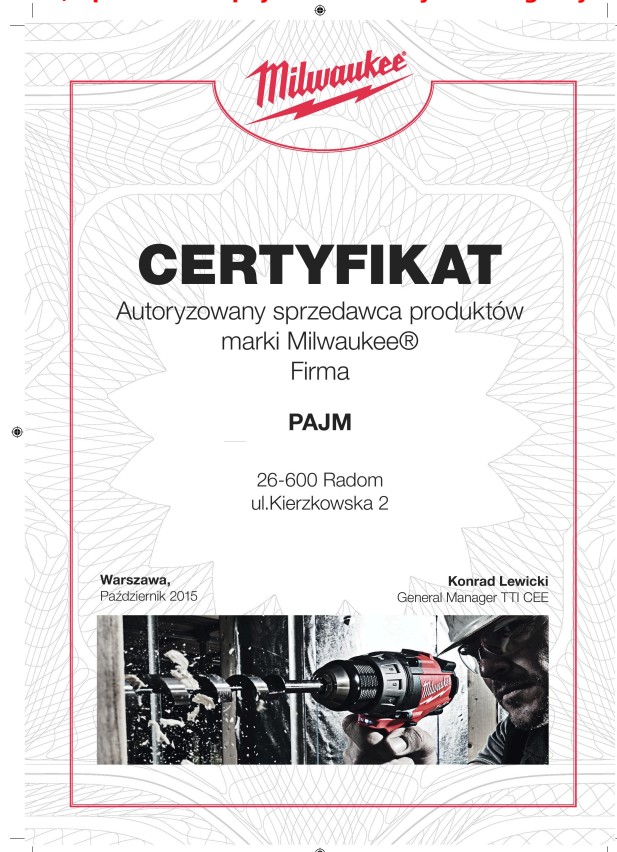 Milwaukee®
CERTYFIKAT
Autoryzowany sprzedawca produktów
marki Milwaukee®
Firma
PAJM
26-600 Radom
ul.Kierzkowska 2
Warszawa,
Październik 2015
Konrad Lewicki
General Manager TTI CEE
Milwaukee